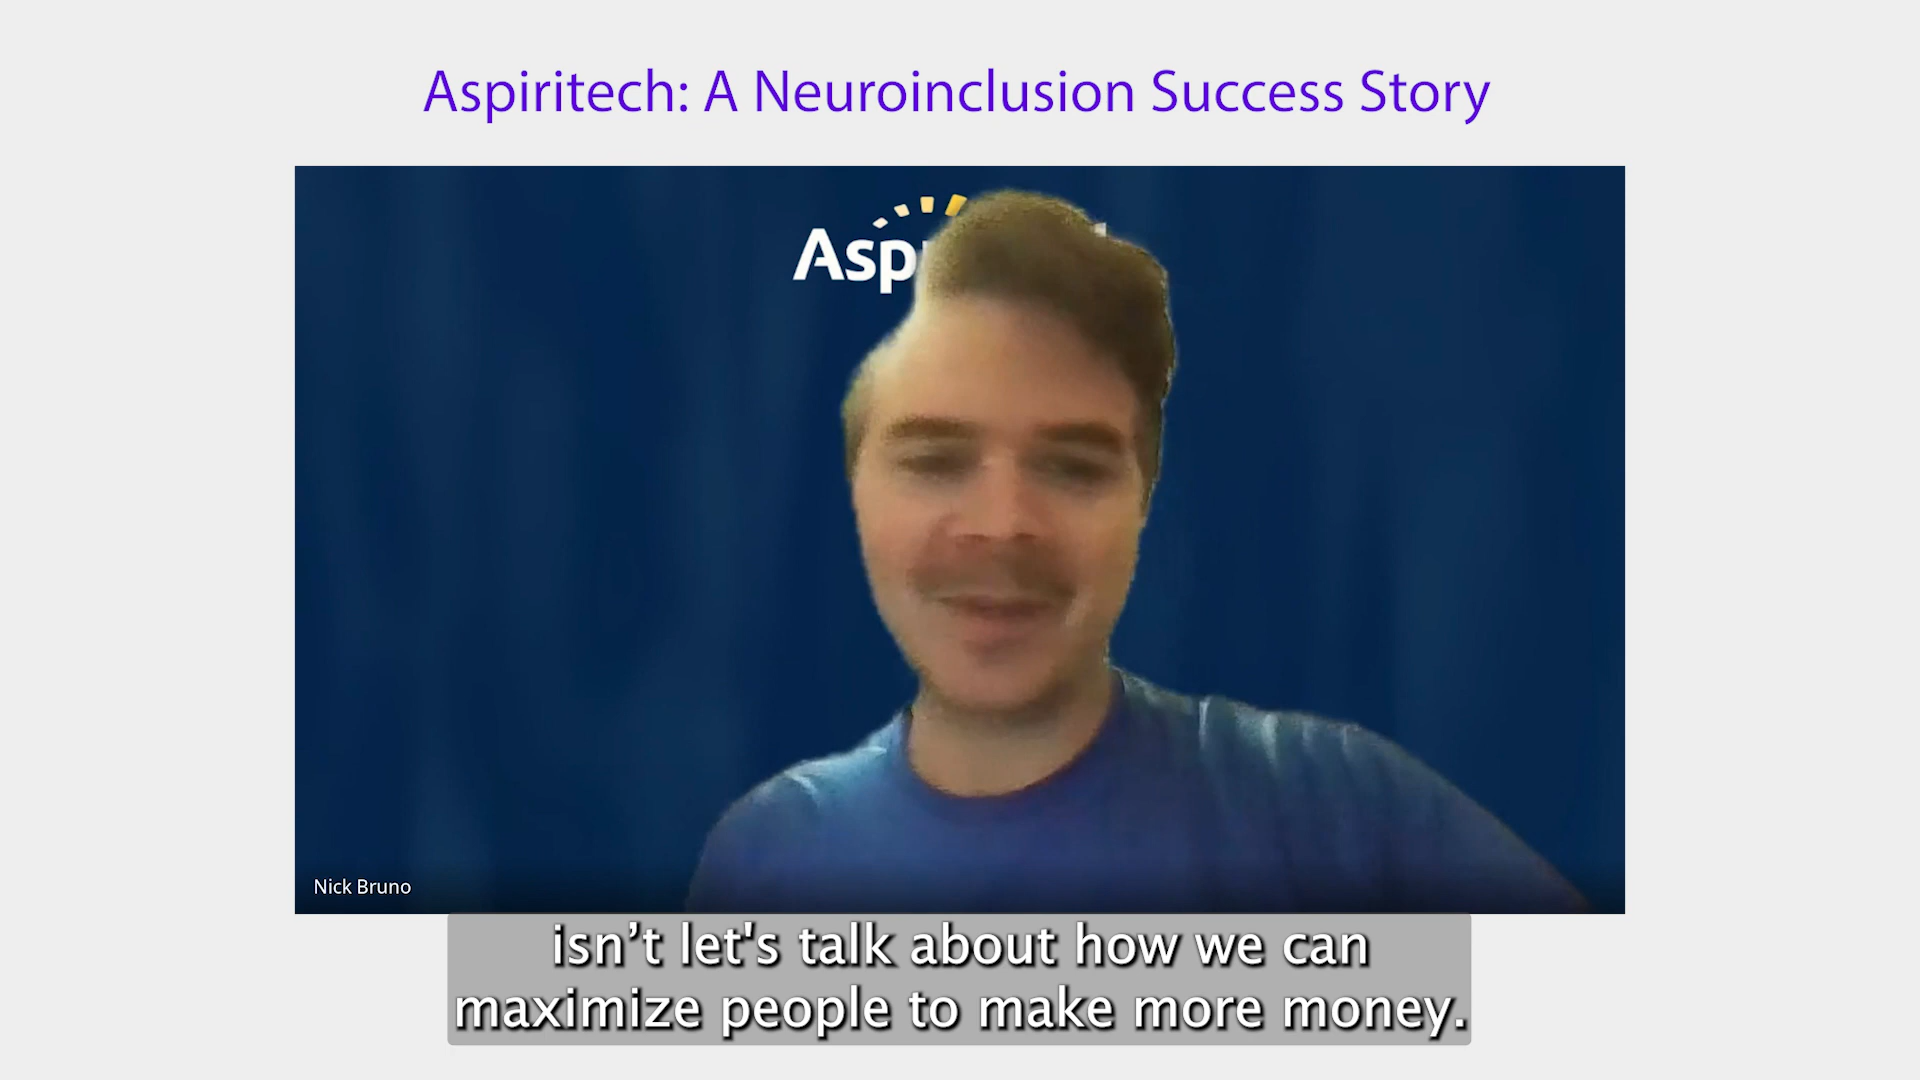 Aspiritech: A Neuroinclusion Success Story
Asp
Nick Bruno
isn’t let's talk about how we can
maximize people to make more money.